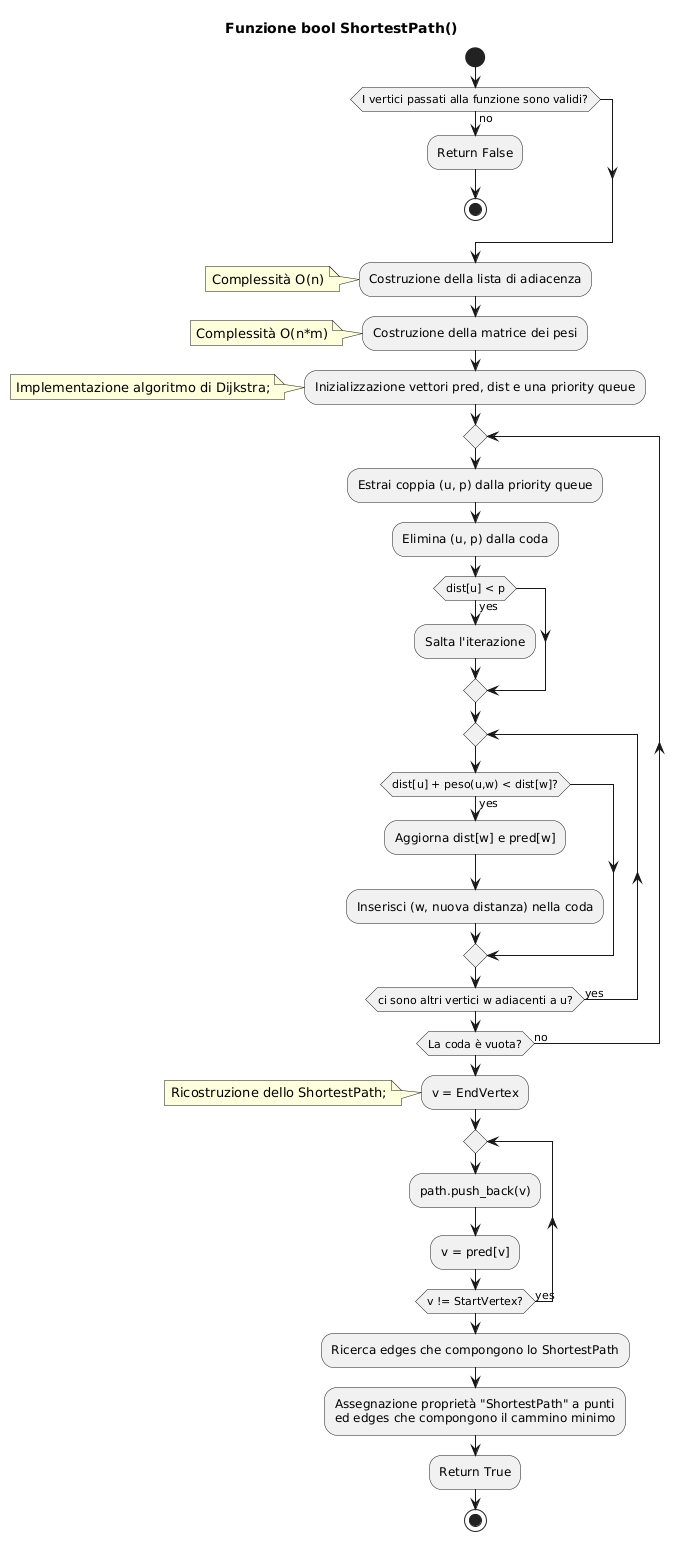 Funzione bool ShortestPath()
I vertici passati alla funzione sono validi?
no
Return False
Complessità O(n)
Costruzione della lista di adiacenza
Complessità O(n*m)
Costruzione della matrice dei pesi
Implementazione algoritmo di Dijkstra;
Inizializzazione vettori pred, dist e una priority queue
Estrai coppia (u, p) dalla priority queue
Elimina (u, p) dalla coda
dist[u] < p
yes
Salta l'iterazione
dist[u] + peso(u,w) < dist[w]?
yes
Aggiorna dist[w] e pred[w]
Inserisci (w, nuova distanza) nella coda
ci sono altri vertici w adiacenti a u?
yes
La coda è vuota?
no
Ricostruzione dello ShortestPath;
v = EndVertex
path.push_back(v)
v = pred[v]
v != StartVertex?
yes
Ricerca edges che compongono lo ShortestPath
Assegnazione proprietà "ShortestPath" a punti
ed edges che compongono il cammino minimo
Return True